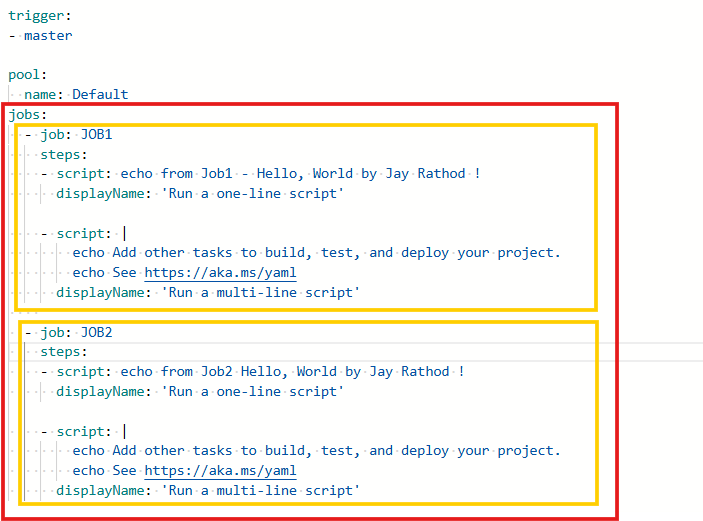 trigger:
- master
pool:
name: Default
jobs:
- job: JOB1
steps:
- script: echo from Job1 - Hello, World by Jay Rathod !
displayName: 'Run a one-line script'
- script: |
echo Add other tasks to build, test, and deploy your project.
echo See https://aka.ms/yaml
displayName: 'Run a multi-line script'
- job: JOB2
steps:
- script: echo from Job2 Hello, World by Jay Rathod !
displayName: 'Run a one-line script'
- script: |
echo Add other tasks to build, test, and deploy your project.
echo See https://aka.ms/yaml
displayName: 'Run a multi-line script'